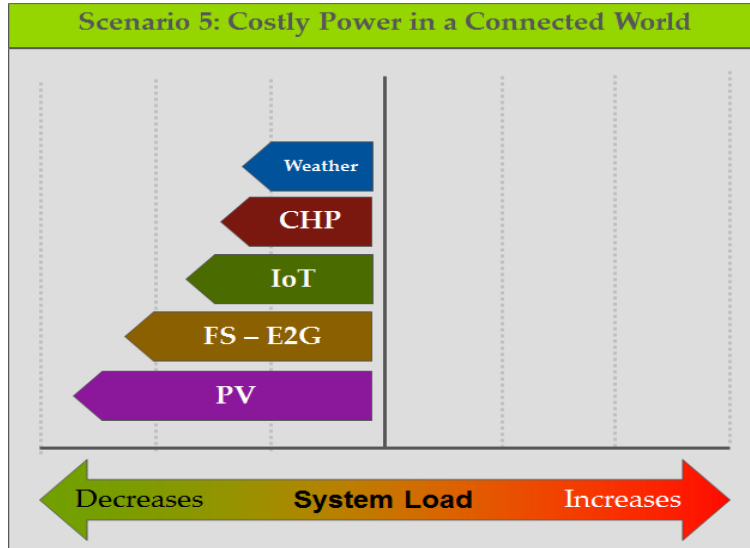 Scenario 5: Costly Power in a Connected World
Weather
CHP
IoT
FS – E2G
PV
Decreases System Load Increases